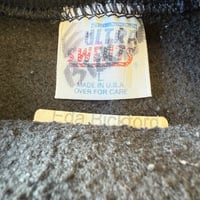 ULTRA
SWEATS
L
MADE IN U.S.A.
OVER FOR CARE
Eda Bickford